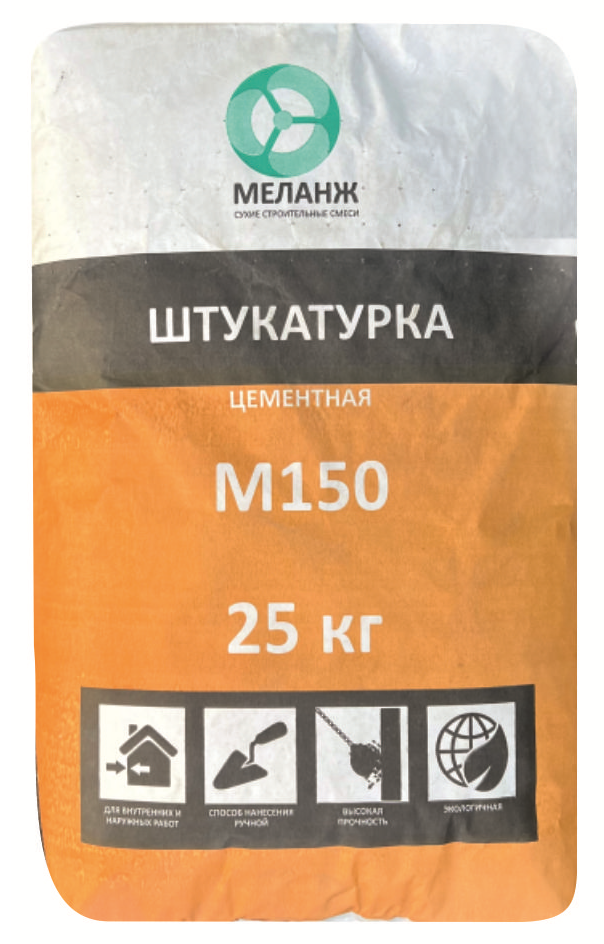 МЕЛАНЖ
СУХИЕ СТРОИТЕЛЬНЫЕ СМЕСИ
ШТУКАТУРКА
ЦЕМЕНТНАЯ
М150
25 кг
ДЛЯ ВНУТРЕННИХ И
НАРУЖНЫХ РАБОТ
СПОСОБ НАНЕСЕНИЯ
РУЧНОЙ
ВЫСОКАЯ
ПРОЧНОСТЬ
ЭКОЛОГИЧНАЯ